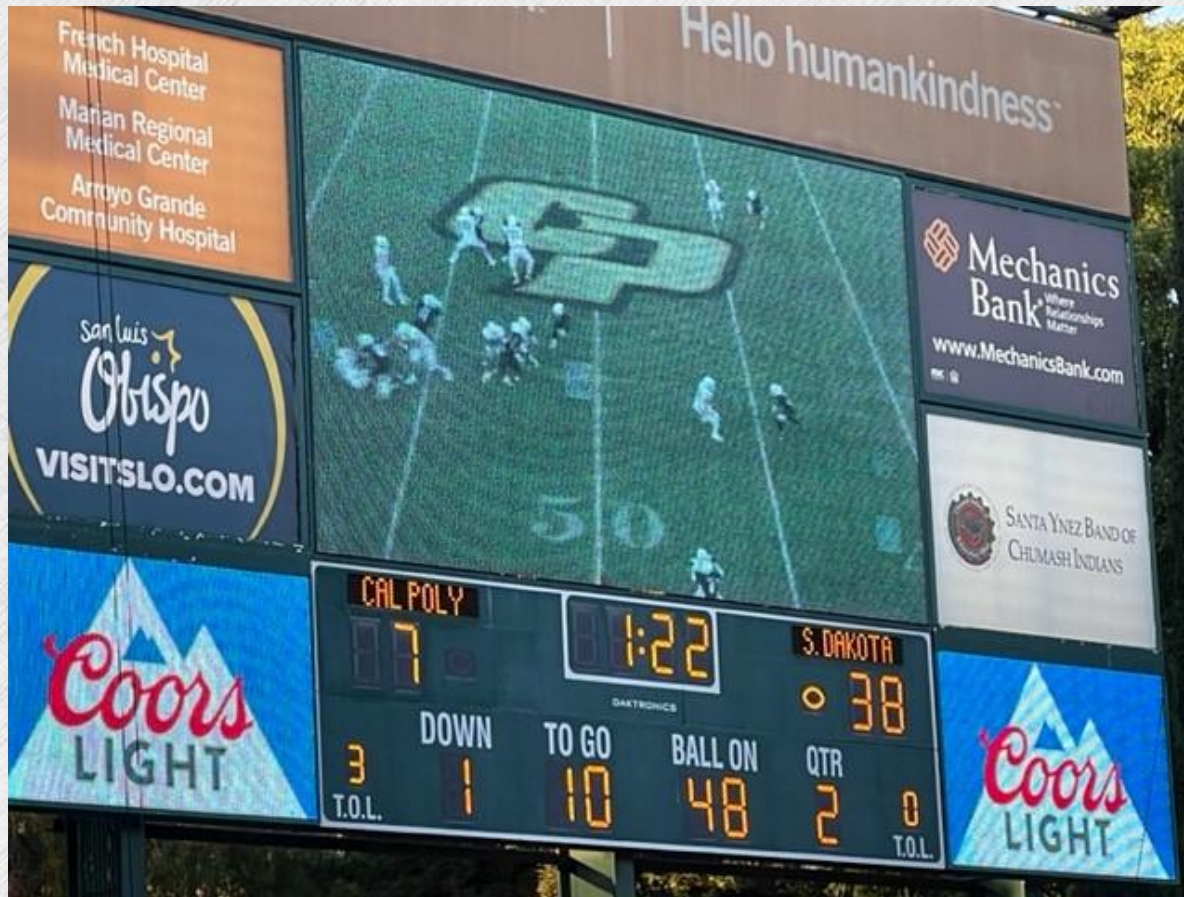 Hello humankindness™
French Hospital
Medical Center
Marian Regional
Medical Center
Arroyo Grande
Community Hospital
san luis
Obispo
VISITSLO.COM
Coors
LIGHT
CP
50
Mechanics
Bank
Where
Relationships
Matter
www.MechanicsBank.com
SANTA YNEZ BAND OF
CHUMASH INDIANS
CAL POLY
7
1:22
S.DAKOTA
38
DAKTRONICS
DOWN
1
TO GO
10
BALL ON
48
QTR
2
3
T.O.L.
0
T.O.L.
Coors
LIGHT